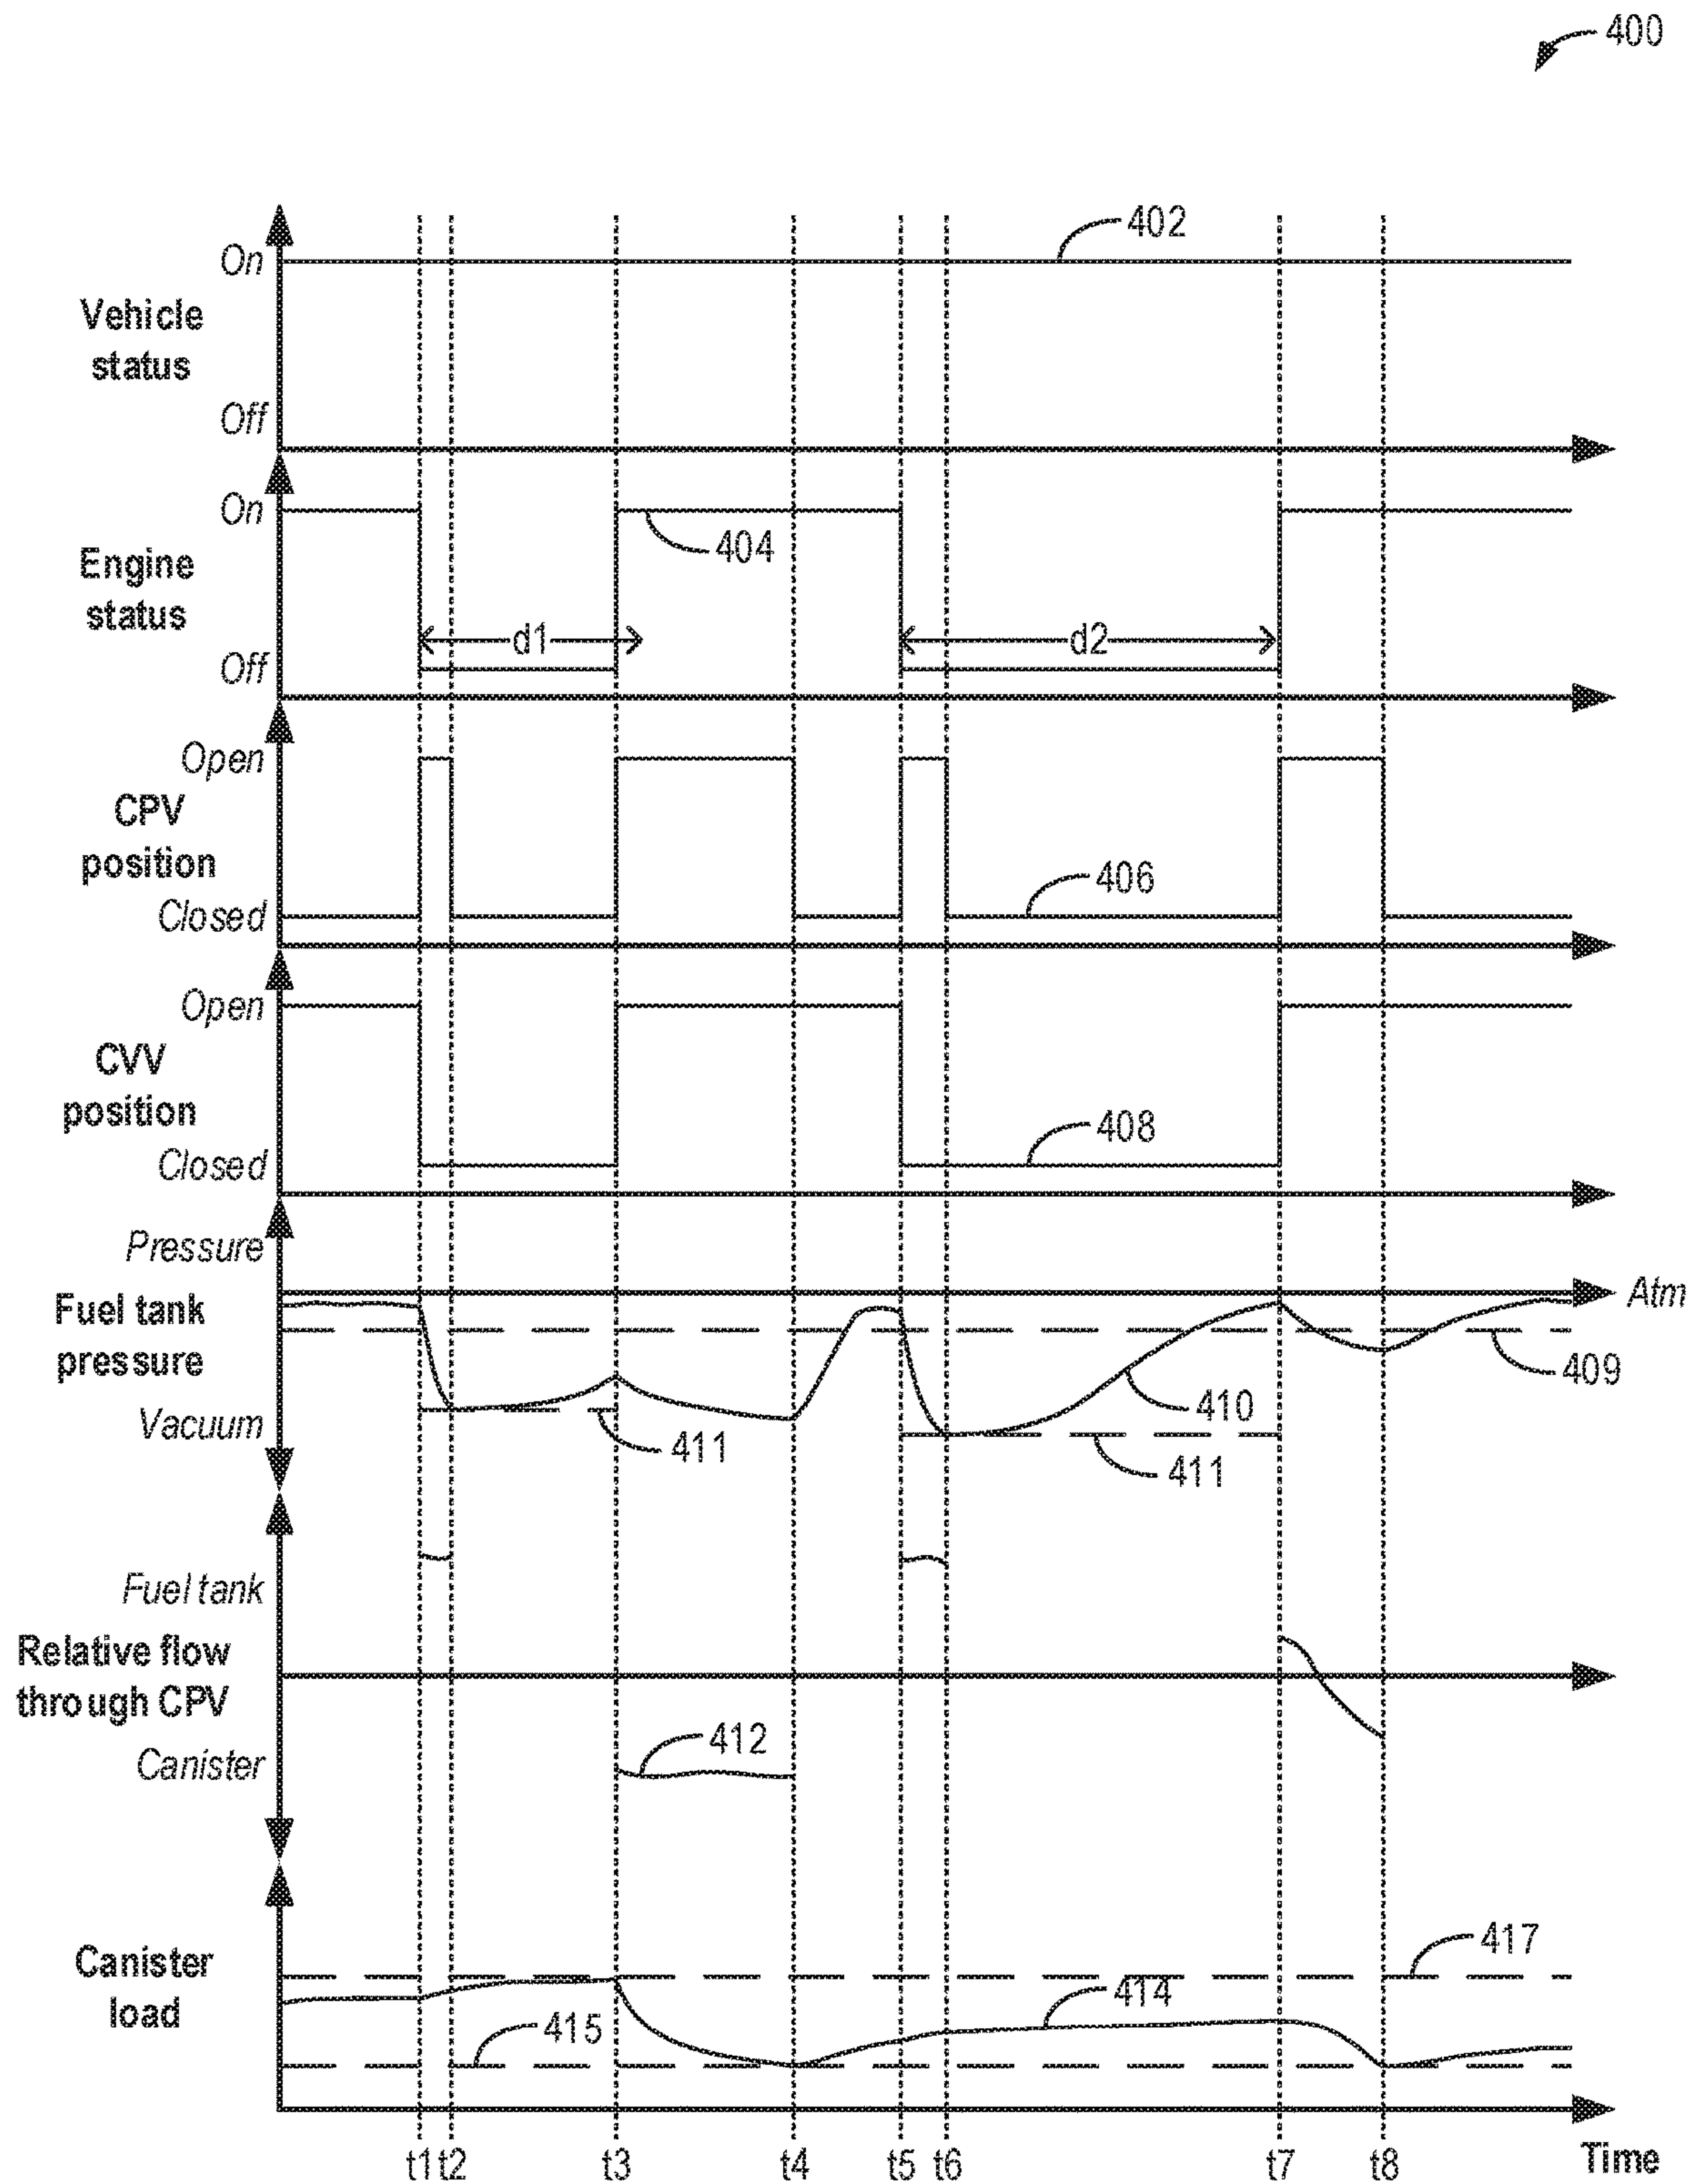 400
402
On
Vehicle
status
Off
On
404
Engine
status
d1
d2
Off
Open
CPV
position
406
Closed
Open
CVV
position
408
Closed
Pressure
Atm
Fuel tank
pressure
409
410
Vacuum
411
411
Fuel tank
Relative flow
through CPV
412
Canister
417
Canister
load
414
415
t1 t2 t3 t4 t5 t6 t7 t8 Time